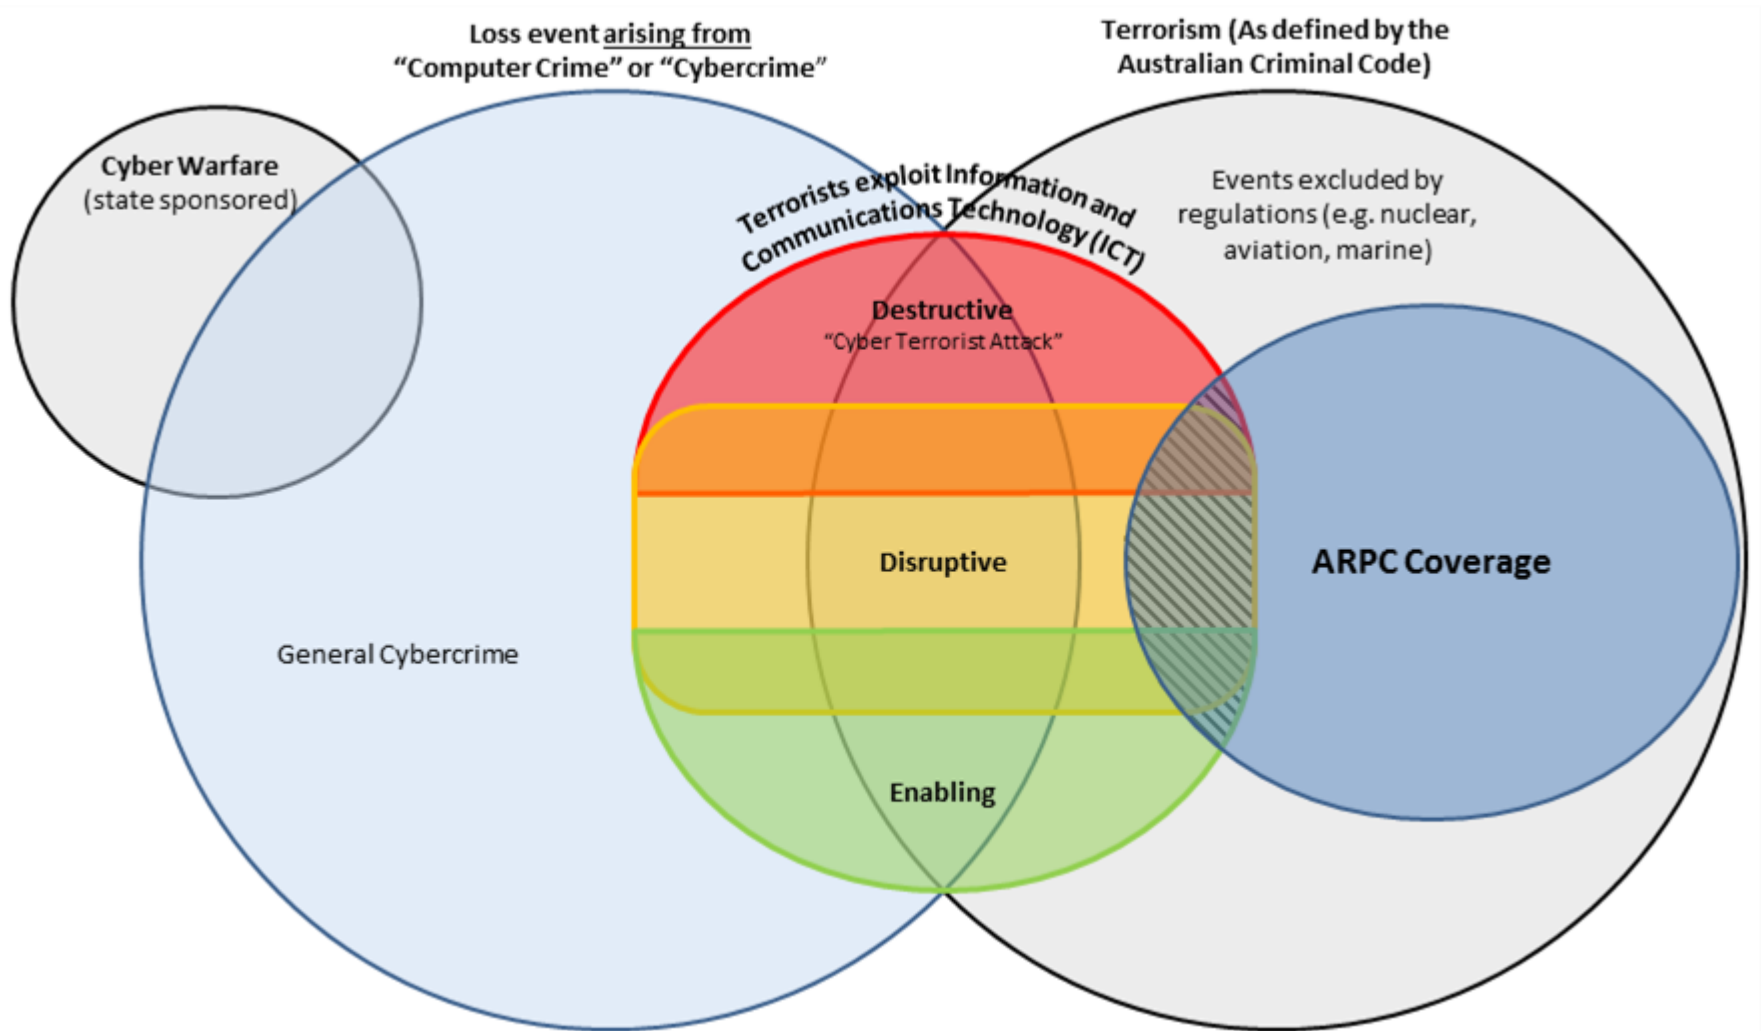 Loss event arising from
“Computer Crime” or “Cybercrime”
Terrorism (As defined by the
Australian Criminal Code)
Cyber Warfare
(state sponsored)
Terrorists exploit Information and
Communications Technology (ICT)
Events excluded by
regulations (e.g. nuclear,
aviation, marine)
Destructive
“Cyber Terrorist Attack”
Disruptive
ARPC Coverage
General Cybercrime
Enabling